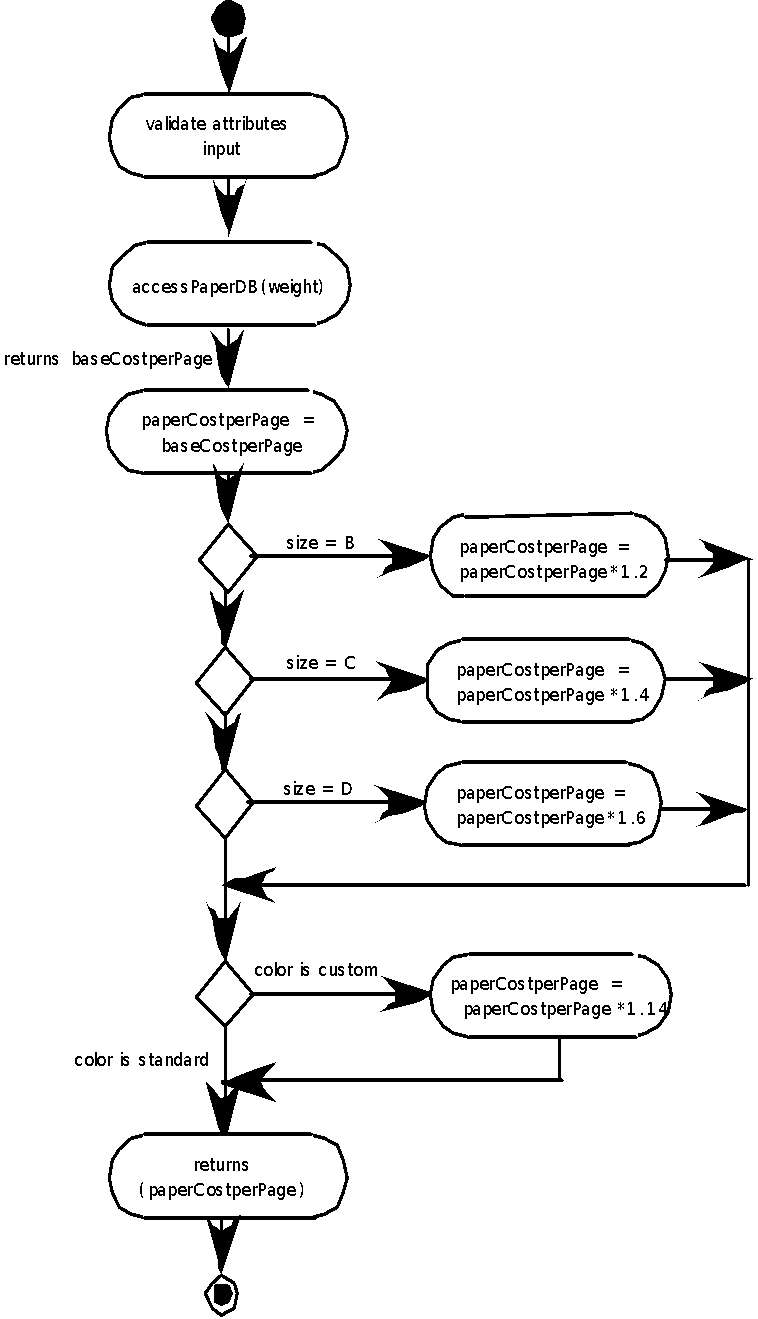 validate attributes
input
accessPaperDB(weight)
returns baseCostperPage
paperCostperPage =
baseCostperPage
size = B
paperCostperPage =
paperCostperPage*1.2
size = C
paperCostperPage =
paperCostperPage*1.4
size = D
paperCostperPage =
paperCostperPage*1.6
color is custom
paperCostperPage =
paperCostperPage*1.14
color is standard
returns
(paperCostperPage)